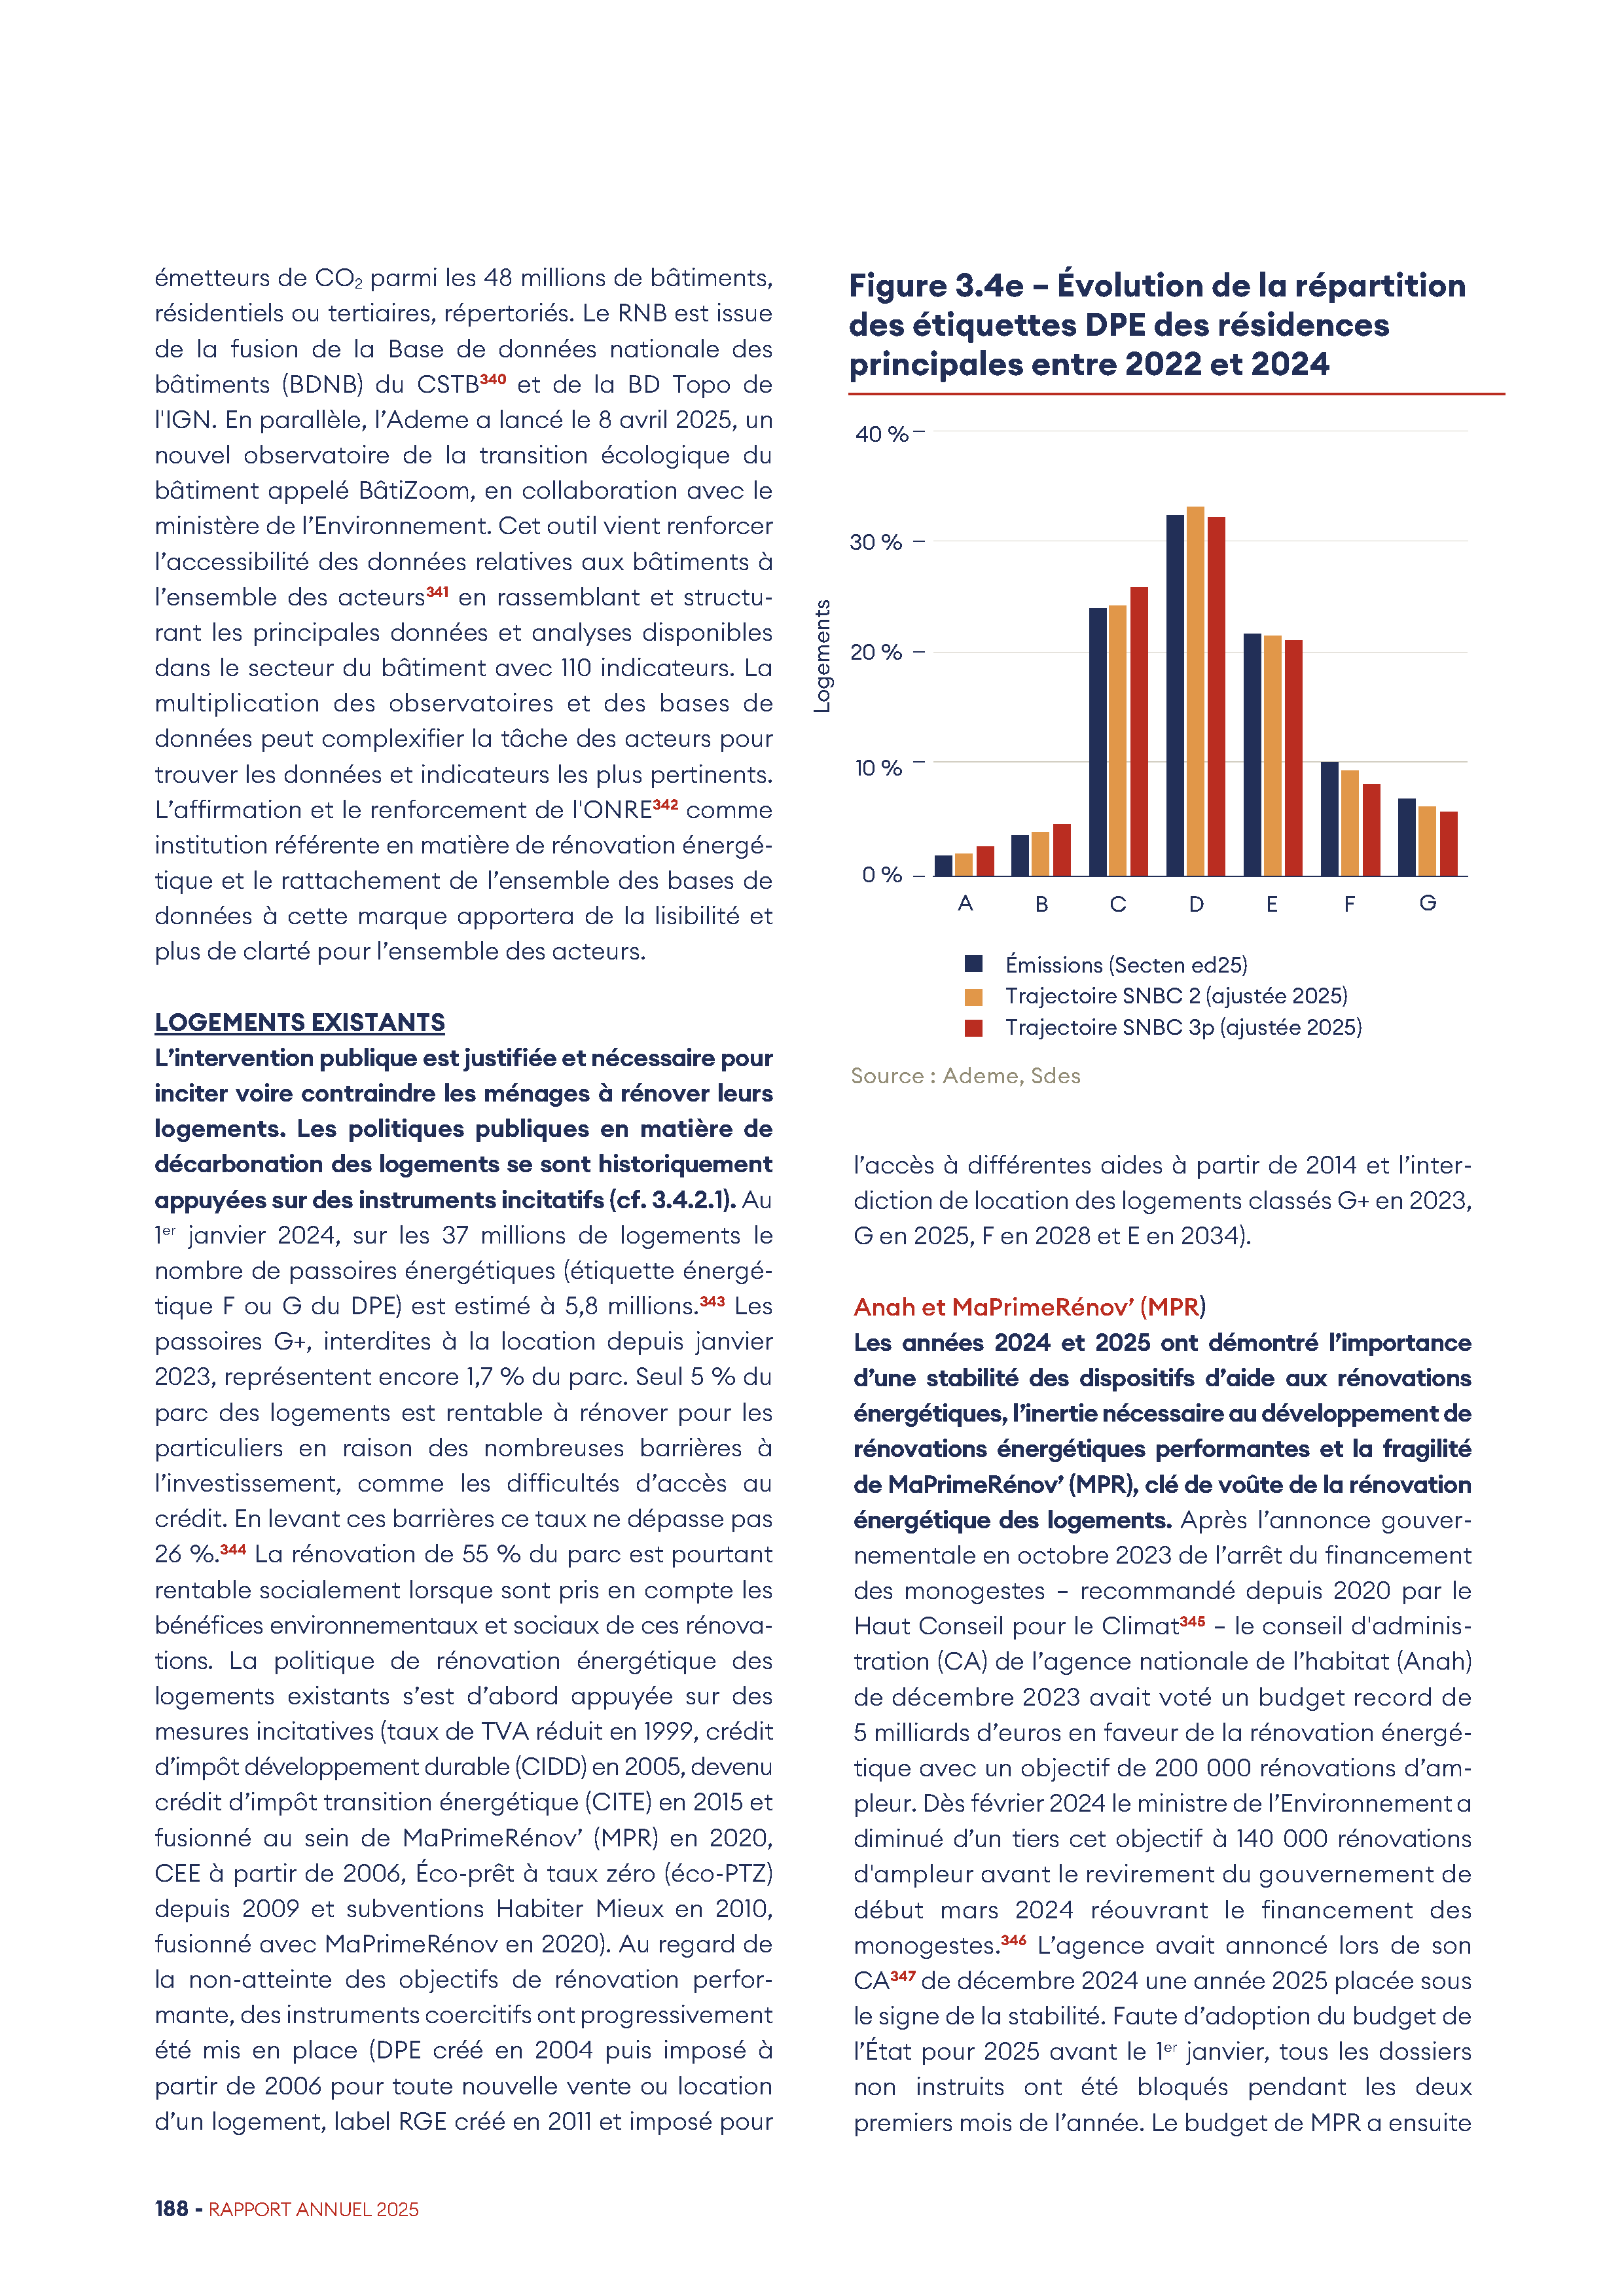 émetteurs de CO₂ parmi les 48 millions de bâtiments,
résidentiels ou tertiaires, répertoriés. Le RNB est issue
de la fusion de la Base de données nationale des
bâtiments (BDNB) du CSTB340 et de la BD Topo de
l'IGN. En parallèle, l’Ademe a lancé le 8 avril 2025, un
nouvel observatoire de la transition écologique du
bâtiment appelé BâtiZoom, en collaboration avec le
ministère de l’Environnement. Cet outil vient renforcer
l’accessibilité des données relatives aux bâtiments à
l’ensemble des acteurs341 en rassemblant et structu-
rant les principales données et analyses disponibles
dans le secteur du bâtiment avec 110 indicateurs. La
multiplication des observatoires et des bases de
données peut complexifier la tâche des acteurs pour
trouver les données et indicateurs les plus pertinents.
L’affirmation et le renforcement de l'ONRE342 comme
institution référente en matière de rénovation énergé-
tique et le rattachement de l’ensemble des bases de
données à cette marque apportera de la lisibilité et
plus de clarté pour l’ensemble des acteurs.
LOGEMENTS EXISTANTS
L’intervention publique est justifiée et nécessaire pour
inciter voire contraindre les ménages à rénover leurs
logements. Les politiques publiques en matière de
décarbonation des logements se sont historiquement
appuyées sur des instruments incitatifs (cf. 3.4.2.1). Au
1er janvier 2024, sur les 37 millions de logements le
nombre de passoires énergétiques (étiquette énergé-
tique F ou G du DPE) est estimé à 5,8 millions.343 Les
passoires G+, interdites à la location depuis janvier
2023, représentent encore 1,7 % du parc. Seul 5 % du
parc des logements est rentable à rénover pour les
particuliers en raison des nombreuses barrières à
l’investissement, comme les difficultés d’accès au
crédit. En levant ces barrières ce taux ne dépasse pas
26 %.344 La rénovation de 55 % du parc est pourtant
rentable socialement lorsque sont pris en compte les
bénéfices environnementaux et sociaux de ces rénova-
tions. La politique de rénovation énergétique des
logements existants s’est d’abord appuyée sur des
mesures incitatives (taux de TVA réduit en 1999, crédit
d’impôt développement durable (CIDD) en 2005, devenu
crédit d’impôt transition énergétique (CITE) en 2015 et
fusionné au sein de MaPrimeRénov’ (MPR) en 2020,
CEE à partir de 2006, Éco-prêt à taux zéro (éco-PTZ)
depuis 2009 et subventions Habiter Mieux en 2010,
fusionné avec MaPrimeRénov en 2020). Au regard de
la non-atteinte des objectifs de rénovation perfor-
mante, des instruments coercitifs ont progressivement
été mis en place (DPE créé en 2004 puis imposé à
partir de 2006 pour toute nouvelle vente ou location
d’un logement, label RGE créé en 2011 et imposé pour
Figure 3.4e – Évolution de la répartition
des étiquettes DPE des résidences
principales entre 2022 et 2024
40 %
30 %
20 %
10 %
0 %
Logements
A B C D E F G
Émissions (Secten ed25)
Trajectoire SNBC 2 (ajustée 2025)
Trajectoire SNBC 3p (ajustée 2025)
Source : Ademe, Sdes
l’accès à différentes aides à partir de 2014 et l’inter-
diction de location des logements classés G+ en 2023,
G en 2025, F en 2028 et E en 2034).
Anah et MaPrimeRénov’ (MPR)
Les années 2024 et 2025 ont démontré l’importance
d’une stabilité des dispositifs d’aide aux rénovations
énergétiques, l’inertie nécessaire au développement de
rénovations énergétiques performantes et la fragilité
de MaPrimeRénov’ (MPR), clé de voûte de la rénovation
énergétique des logements. Après l’annonce gouver-
nementale en octobre 2023 de l’arrêt du financement
des monogestes – recommandé depuis 2020 par le
Haut Conseil pour le Climat345 – le conseil d'adminis-
tration (CA) de l’agence nationale de l’habitat (Anah)
de décembre 2023 avait voté un budget record de
5 milliards d’euros en faveur de la rénovation énergé-
tique avec un objectif de 200 000 rénovations d’am-
pleur. Dès février 2024 le ministre de l’Environnement a
diminué d’un tiers cet objectif à 140 000 rénovations
d'ampleur avant le revirement du gouvernement de
début mars 2024 réouvrant le financement des
monogestes.346 L’agence avait annoncé lors de son
CA347 de décembre 2024 une année 2025 placée sous
le signe de la stabilité. Faute d’adoption du budget de
l’État pour 2025 avant le 1er janvier, tous les dossiers
non instruits ont été bloqués pendant les deux
premiers mois de l’année. Le budget de MPR a ensuite
188 - RAPPORT ANNUEL 2025